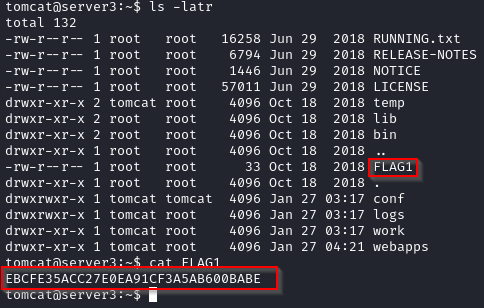 tomcat@server3:~$ ls -latr
total 132
-rw-r--r-- 1 root   root   16258 Jun 29  2018 RUNNING.txt
-rw-r--r-- 1 root   root    6794 Jun 29  2018 RELEASE-NOTES
-rw-r--r-- 1 root   root    1446 Jun 29  2018 NOTICE
-rw-r--r-- 1 root   root   57011 Jun 29  2018 LICENSE
drwxr-xr-x 2 tomcat root    4096 Oct 18  2018 temp
drwxr-xr-x 2 root   root    4096 Oct 18  2018 lib
drwxr-xr-x 2 root   root    4096 Oct 18  2018 bin
drwxr-xr-x 3 root   root    4096 Oct 18  2018 ..
-rw-r--r-- 1 root   root      33 Oct 18  2018 FLAG1
drwxr-xr-x 9 root   root    4096 Oct 18  2018 .
drwxrwxr-x 1 tomcat tomcat  4096 Jan 27 03:17 conf
drwxrwxr-x 1 tomcat root    4096 Jan 27 03:17 logs
drwxrwxr-x 1 tomcat root    4096 Jan 27 03:17 work
drwxrwxr-x 1 tomcat root    4096 Jan 27 04:21 webapps
tomcat@server3:~$ cat FLAG1
EBCFE35ACC27E0EA91CF3A5AB600BABE
tomcat@server3:~$